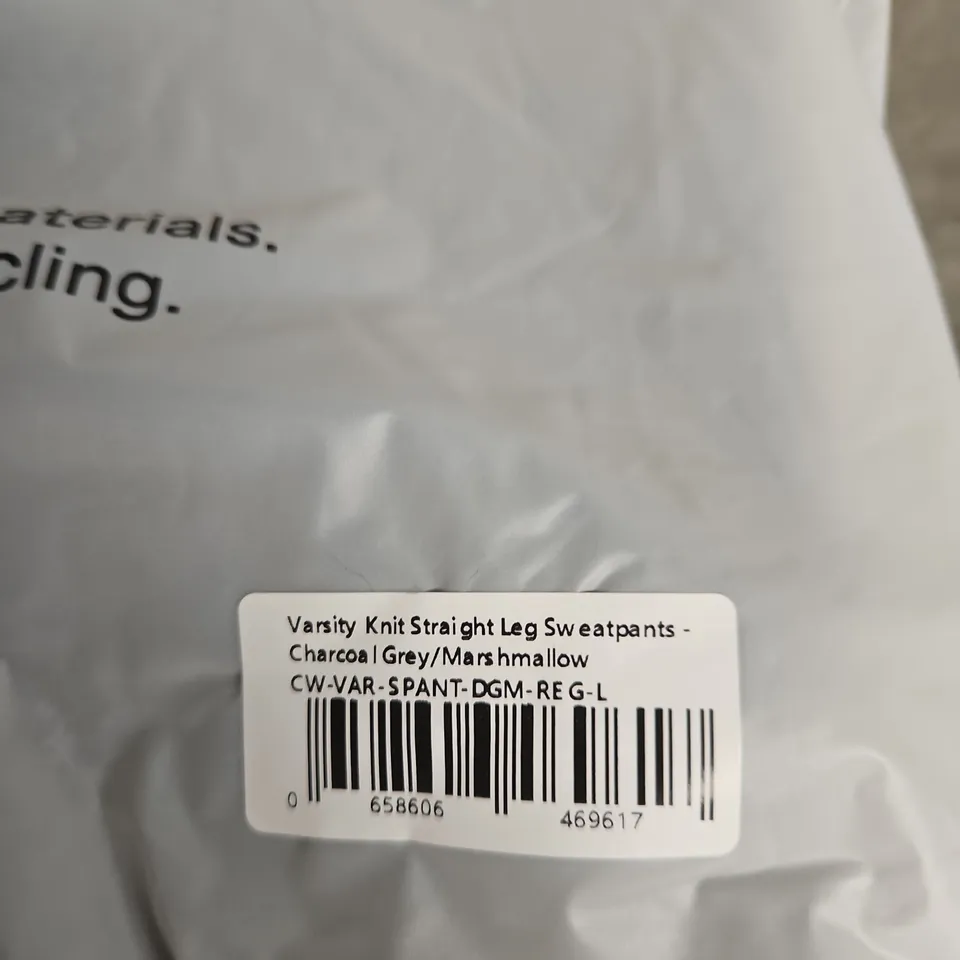 aterials.
cling.
Varsity Knit Straight Leg Sweatpants -
Charcoal Grey/Marshmallow
CW-VAR-SPANT-DGM-REG-L
0 658606 469617